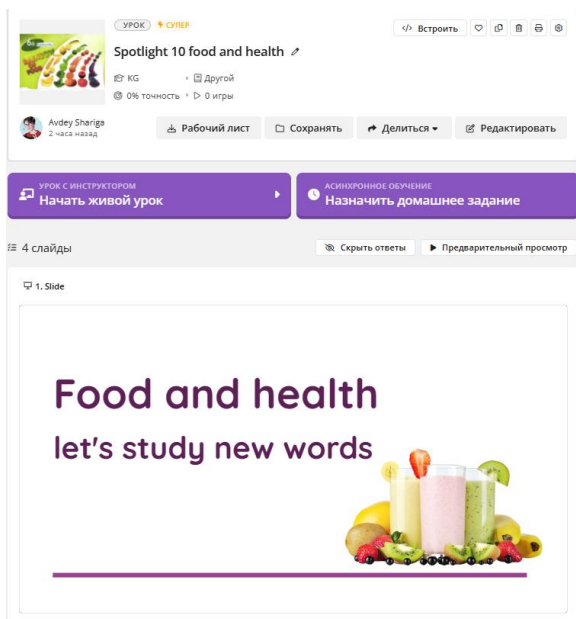 УРОК СУПЕР
</> Встроить
Spotlight 10 food and health
KG • Другой
0% точность • 0 игры
Avdey Shariga
2 часа назад
Рабочий лист
Сохранять
Делиться
Редактировать
УРОК С ИНСТРУКТОРОМ
Начать живой урок
АСИНХРОННОЕ ОБУЧЕНИЕ
Назначить домашнее задание
4 слайды
Скрыть ответы
Предварительный просмотр
1. Slide
Food and health
let's study new words